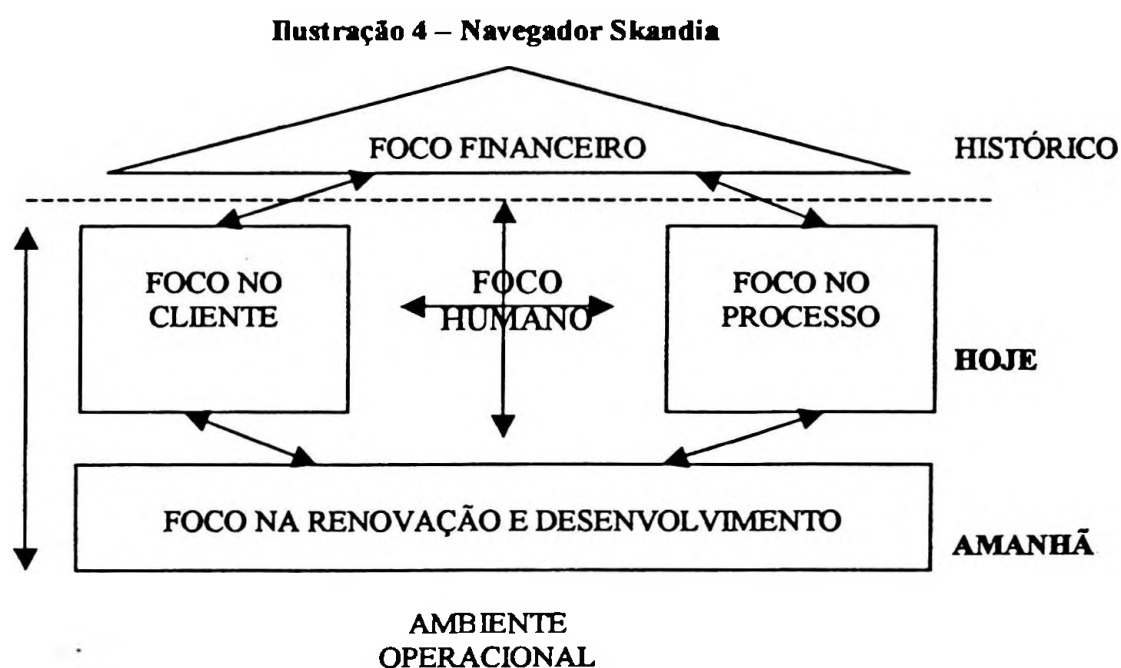 Ilustração 4 – Navegador Skandia
FOCO FINANCEIRO
HISTÓRICO
FOCO NO
CLIENTE
FOCO
HUMANO
FOCO NO
PROCESSO
HOJE
FOCO NA RENOVAÇÃO E DESENVOLVIMENTO
AMANHÃ
AMBIENTE
OPERACIONAL